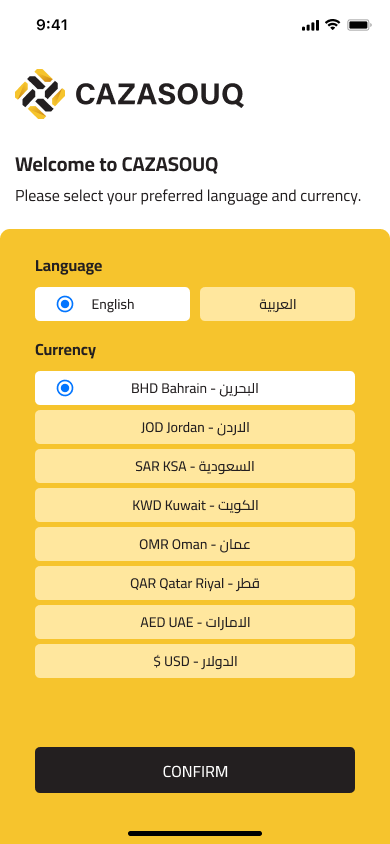 9:41
CAZASOUQ
Welcome to CAZASOUQ
Please select your preferred language and currency.
Language
English
العربية
Currency
BHD Bahrain - البحرين
JOD Jordan - الاردن
SAR KSA - السعودية
KWD Kuwait - الكويت
OMR Oman - عمان
QAR Qatar Riyal - قطر
AED UAE - الامارات
$ USD - الدولار
CONFIRM